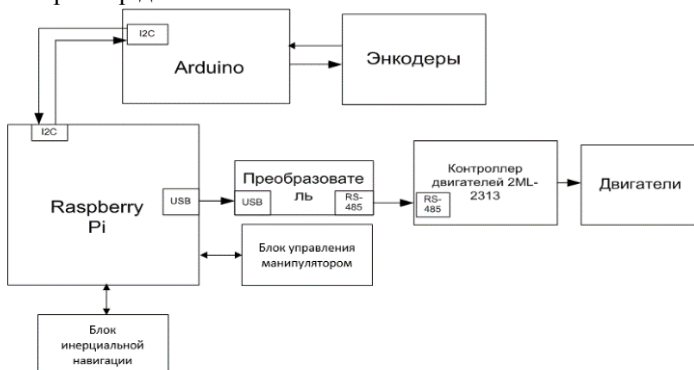 I2C
Arduino
Энкодеры
I2C
Raspberry
Pi
USB
Преобразовате
ль
USB
RS-
485
Контроллер
двигателей 2ML-
2313
RS-
485
Двигатели
Блок управления
манипулятором
Блок
инерциальной
навигации